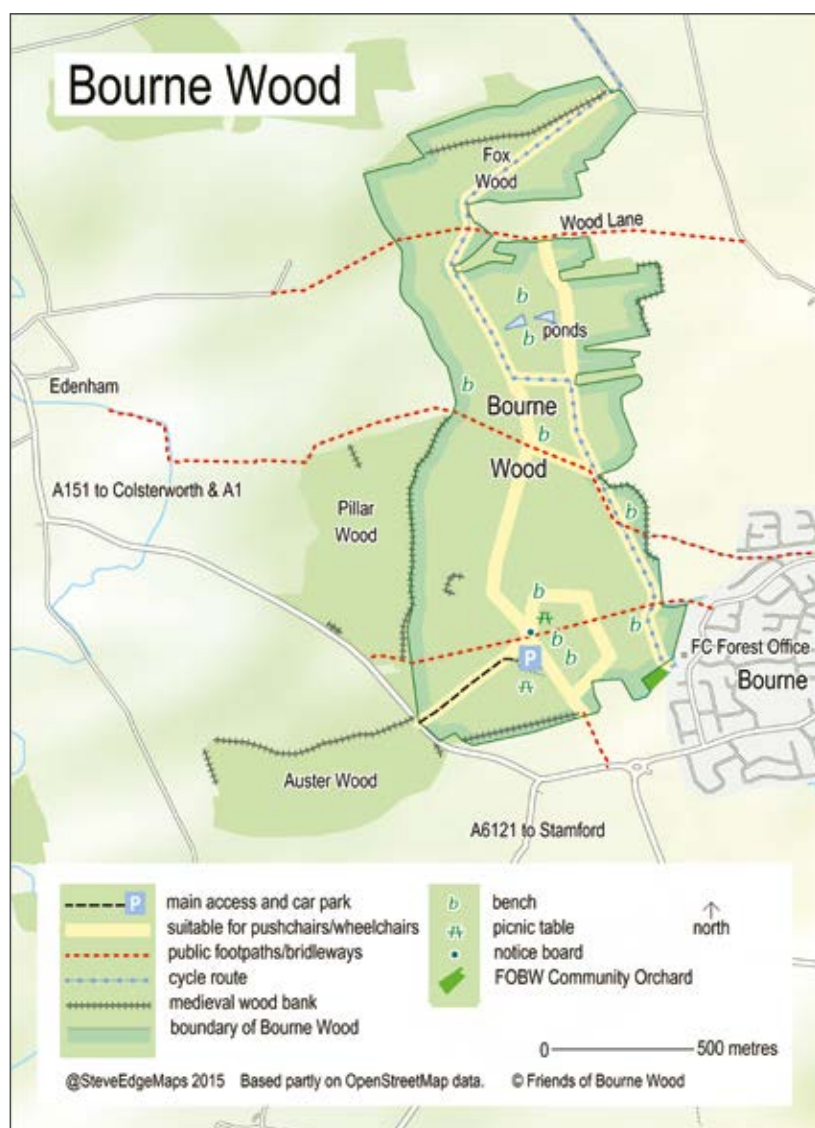 Bourne Wood
Fox
Wood
Wood Lane
b
b
ponds
Edenham
b
Bourne
b
Wood
A151 to Colsterworth & A1
Pillar
Wood
b
b
b
b
b
P
FC Forest Office
Bourne
Auster Wood
A6121 to Stamford
P main access and car park
suitable for pushchairs/wheelchairs
public footpaths/bridleways
cycle route
medieval wood bank
boundary of Bourne Wood
b bench
picnic table
notice board
FOBW Community Orchard
north
0 500 metres
@SteveEdgeMaps 2015 Based partly on OpenStreetMap data. © Friends of Bourne Wood